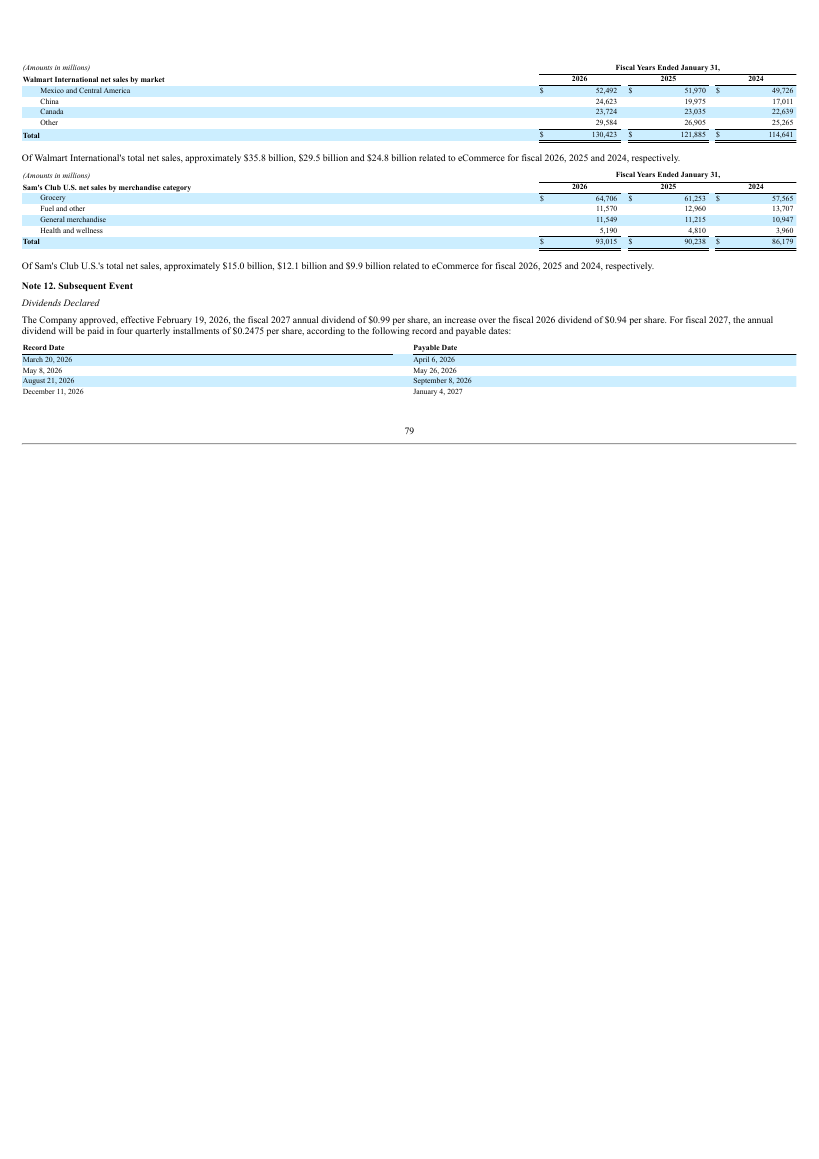 (Amounts in millions) Fiscal Years Ended January 31,
Walmart International net sales by market 2026 2025 2024
Mexico and Central America $ 52,492 $ 51,970 $ 49,726
China 24,623 19,975 17,011
Canada 23,724 23,035 22,639
Other 29,584 26,905 25,265
Total $ 130,423 $ 121,885 $ 114,641
Of Walmart International's total net sales, approximately $35.8 billion, $29.5 billion and $24.8 billion related to eCommerce for fiscal 2026, 2025 and 2024, respectively.
(Amounts in millions) Fiscal Years Ended January 31,
Sam's Club U.S. net sales by merchandise category 2026 2025 2024
Grocery $ 64,706 $ 61,253 $ 57,565
Fuel and other 11,570 12,960 13,707
General merchandise 11,549 11,215 10,947
Health and wellness 5,190 4,810 3,960
Total $ 93,015 $ 90,238 $ 86,179
Of Sam's Club U.S.'s total net sales, approximately $15.0 billion, $12.1 billion and $9.9 billion related to eCommerce for fiscal 2026, 2025 and 2024, respectively.
Note 12. Subsequent Event
Dividends Declared
The Company approved, effective February 19, 2026, the fiscal 2027 annual dividend of $0.99 per share, an increase over the fiscal 2026 dividend of $0.94 per share. For fiscal 2027, the annual
dividend will be paid in four quarterly installments of $0.2475 per share, according to the following record and payable dates:
Record Date Payable Date
March 20, 2026 April 6, 2026
May 8, 2026 May 26, 2026
August 21, 2026 September 8, 2026
December 11, 2026 January 4, 2027
79